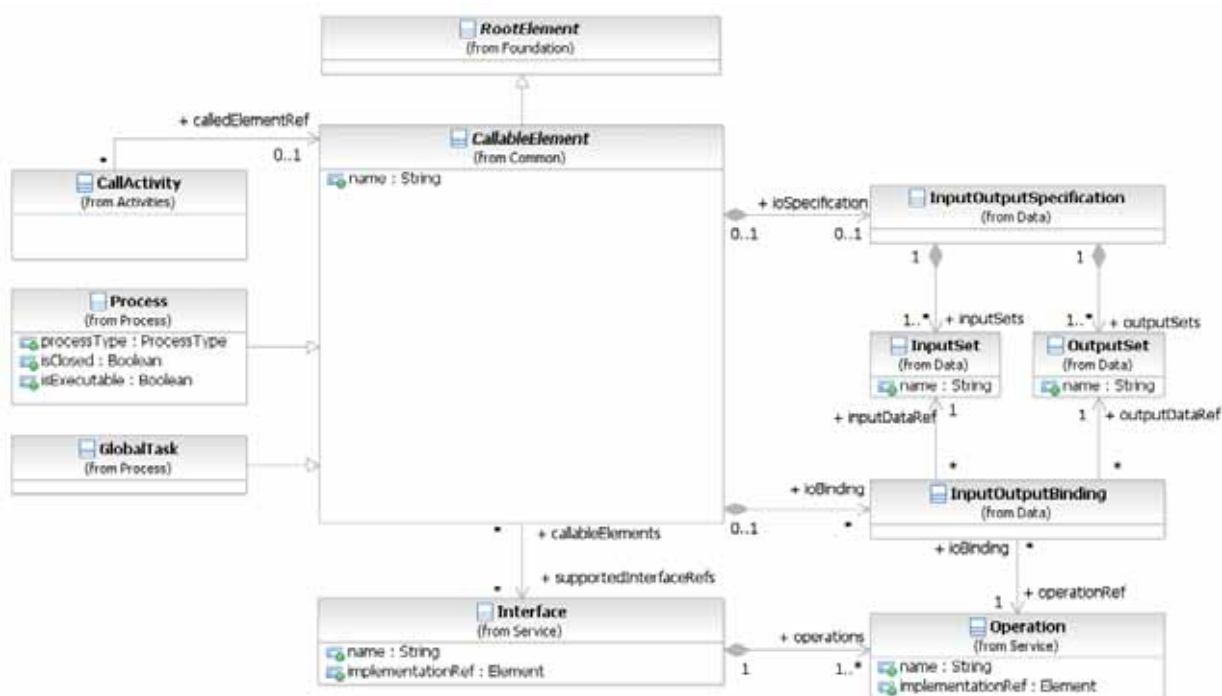 RootElement
(from Foundation)
+ calledElementRef
*
0..1
CallableElement
(from Common)
name : String
CallActivity
(from Activities)
+ ioSpecification
0..1
0..1
InputOutputSpecification
(from Data)
1
1
Process
(from Process)
processType : ProcessType
isClosed : Boolean
isExecutable : Boolean
1..*
+ inputSets
1..*
+ outputSets
InputSet
(from Data)
name : String
OutputSet
(from Data)
name : String
+ inputDataRef
1
1
+ outputDataRef
GlobalTask
(from Process)
*
*
+ ioBinding
0..1
*
InputOutputBinding
(from Data)
*
+ callableElements
+ ioBinding
*
*
+ supportedInterfaceRefs
1
+ operationRef
Interface
(from Service)
name : String
implementationRef : Element
+ operations
1
1..*
Operation
(from Service)
name : String
implementationRef : Element